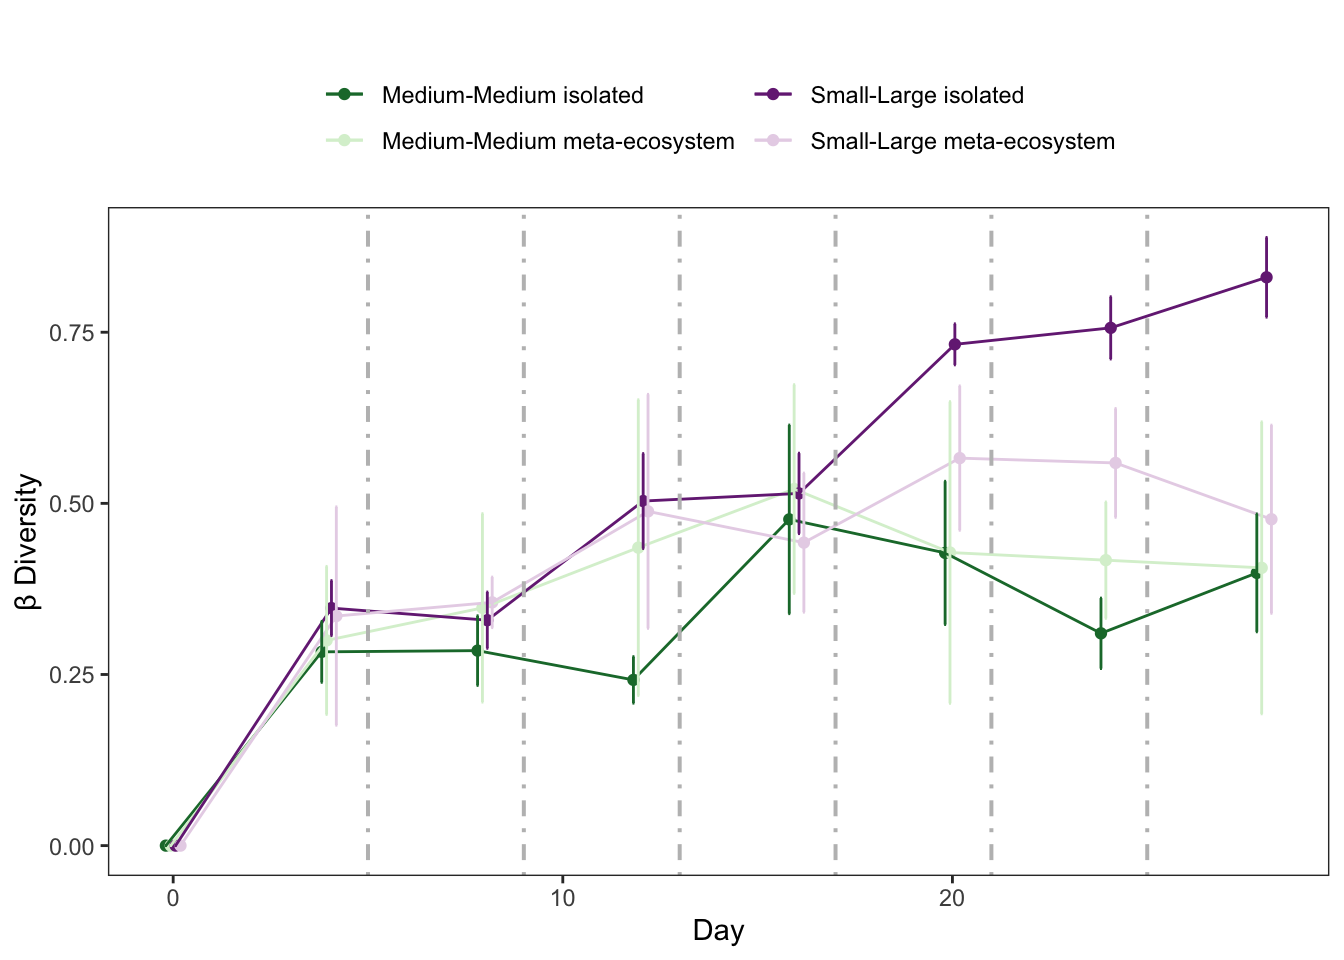 Medium-Medium isolated
Small-Large isolated
Medium-Medium meta-ecosystem
Small-Large meta-ecosystem
β Diversity
0.75
0.50
0.25
0.00
0
10
20
Day